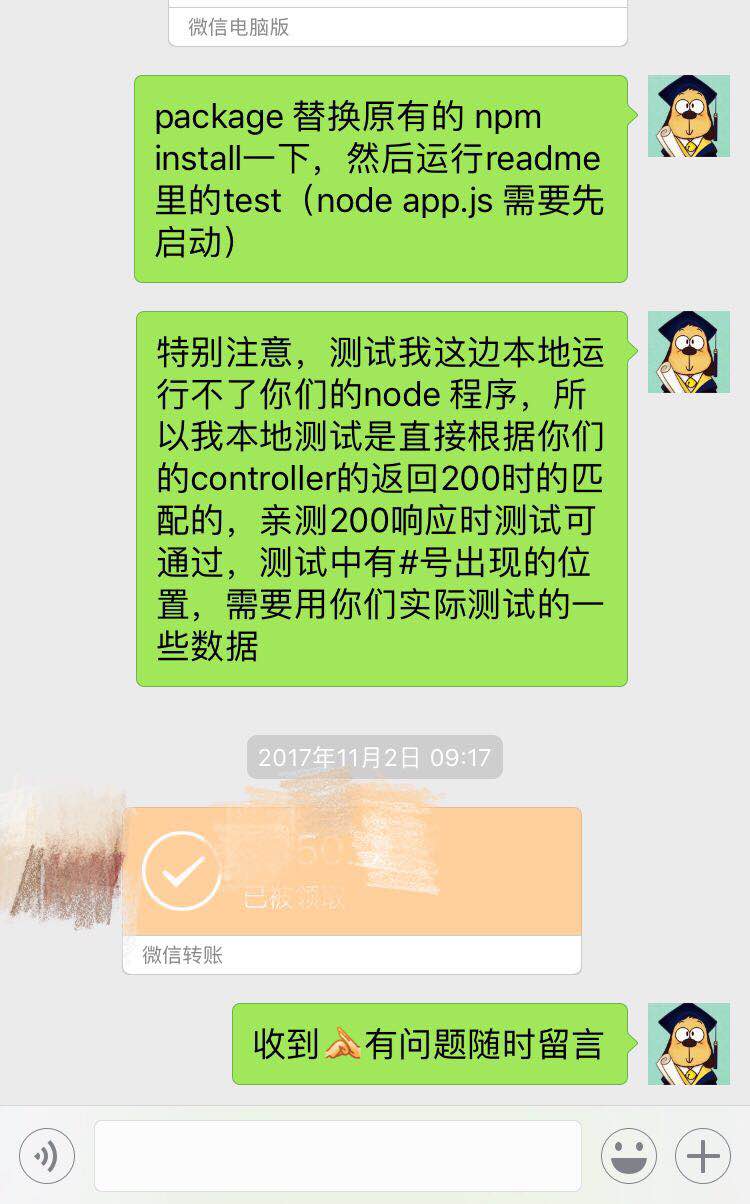 微信电脑版
package 替换原有的 npm
install一下，然后运行readme
里的test（node app.js 需要先
启动）
特别注意，测试我这边本地运
行不了你们的node 程序，所
以我本地测试是直接根据你们
的controller的返回200时的匹
配的，亲测200响应时测试可
通过，测试中有#号出现的位
置，需要用你们实际测试的一
些数据
2017年11月2日 09:17
已被领取
微信转账
收到有问题随时留言